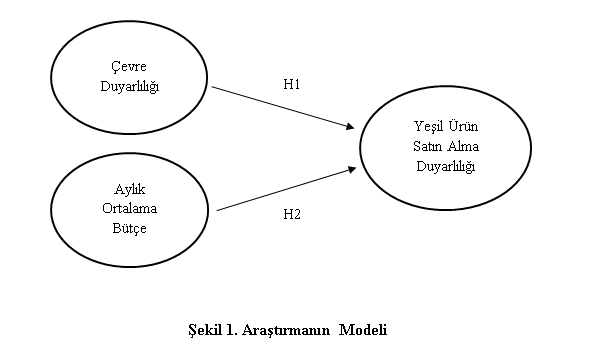 Çevre
Duyarlılığı
H1
Yeşil Ürün
Satın Alma
Duyarlılığı
Aylık
Ortalama
Bütçe
H2
Şekil 1. Araştırmanın Modeli